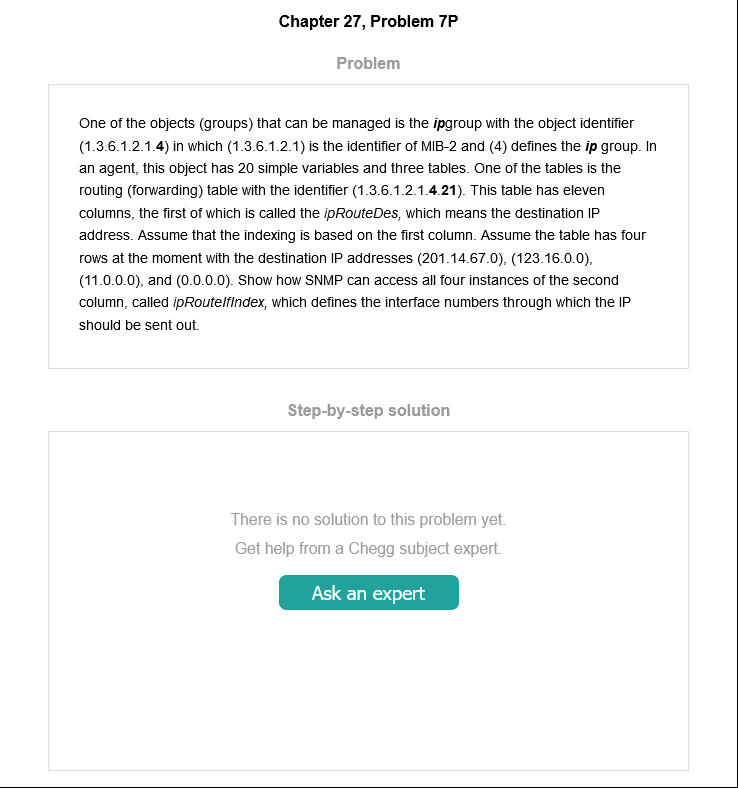 Chapter 27, Problem 7P
Problem
One of the objects (groups) that can be managed is the ipgroup with the object identifier
(1.3.6.1.2.1.4) in which (1.3.6.1.2.1) is the identifier of MIB-2 and (4) defines the ip group. In
an agent, this object has 20 simple variables and three tables. One of the tables is the
routing (forwarding) table with the identifier (1.3.6.1.2.1.4.21). This table has eleven
columns, the first of which is called the ipRouteDes, which means the destination IP
address. Assume that the indexing is based on the first column. Assume the table has four
rows at the moment with the destination IP addresses (201.14.67.0), (123.16.0.0),
(11.0.0.0), and (0.0.0.0). Show how SNMP can access all four instances of the second
column, called ipRouteIfIndex, which defines the interface numbers through which the IP
should be sent out.
Step-by-step solution
There is no solution to this problem yet.
Get help from a Chegg subject expert.
Ask an expert